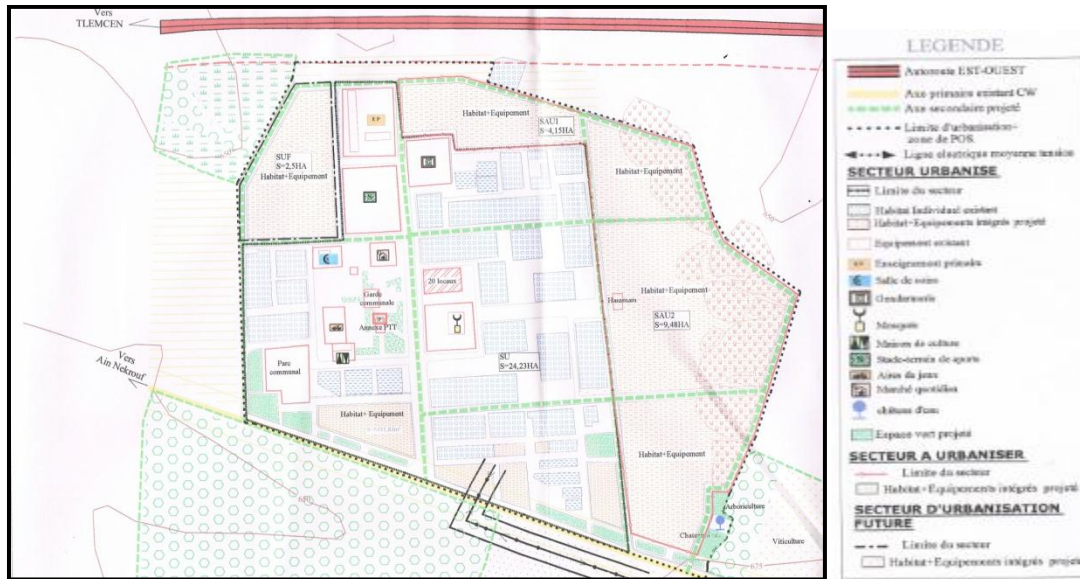 Vers
TLEMCEN
SAU1
S=4,15HA
Habitat+Equipement
E.P
SUF
S=2,5HA
Habitat+Equipement
Habitat+Equipement
650
Garde
communale
20 locaux
Habitat+Equipement
Hammam
Annexe PTT
SAU2
S=9,48HA
Vers
Ain Nekrouf
Parc
communal
SU
S=24,23HA
Habitat+ Equipement
Habitat+Equipement
680
Arboriculture
Viticulture
675
LEGENDE
Autoroute EST-OUEST
Axe primaire existant CW
Axe secondaire projeté
Limite d'urbanisation-
zone de POS
Ligne électrique moyenne tension
SECTEUR URBANISE
Limite du secteur
Habitat Individuel existant
Habitat+Equipements intégrés projeté
Equipement existant
E.P
Enseignement primaire
Salle de soins
Gendarmerie
Mosquée
Maison de culture
Stade-terrain de sports
Aires de jeux
Marché quotidien
château d'eau
Espace vert projeté
SECTEUR A URBANISER
Limite du secteur
Habitat+Equipements intégrés projeté
SECTEUR D'URBANISATION
FUTURE
Limite du secteur
Habitat+Equipements intégrés projeté